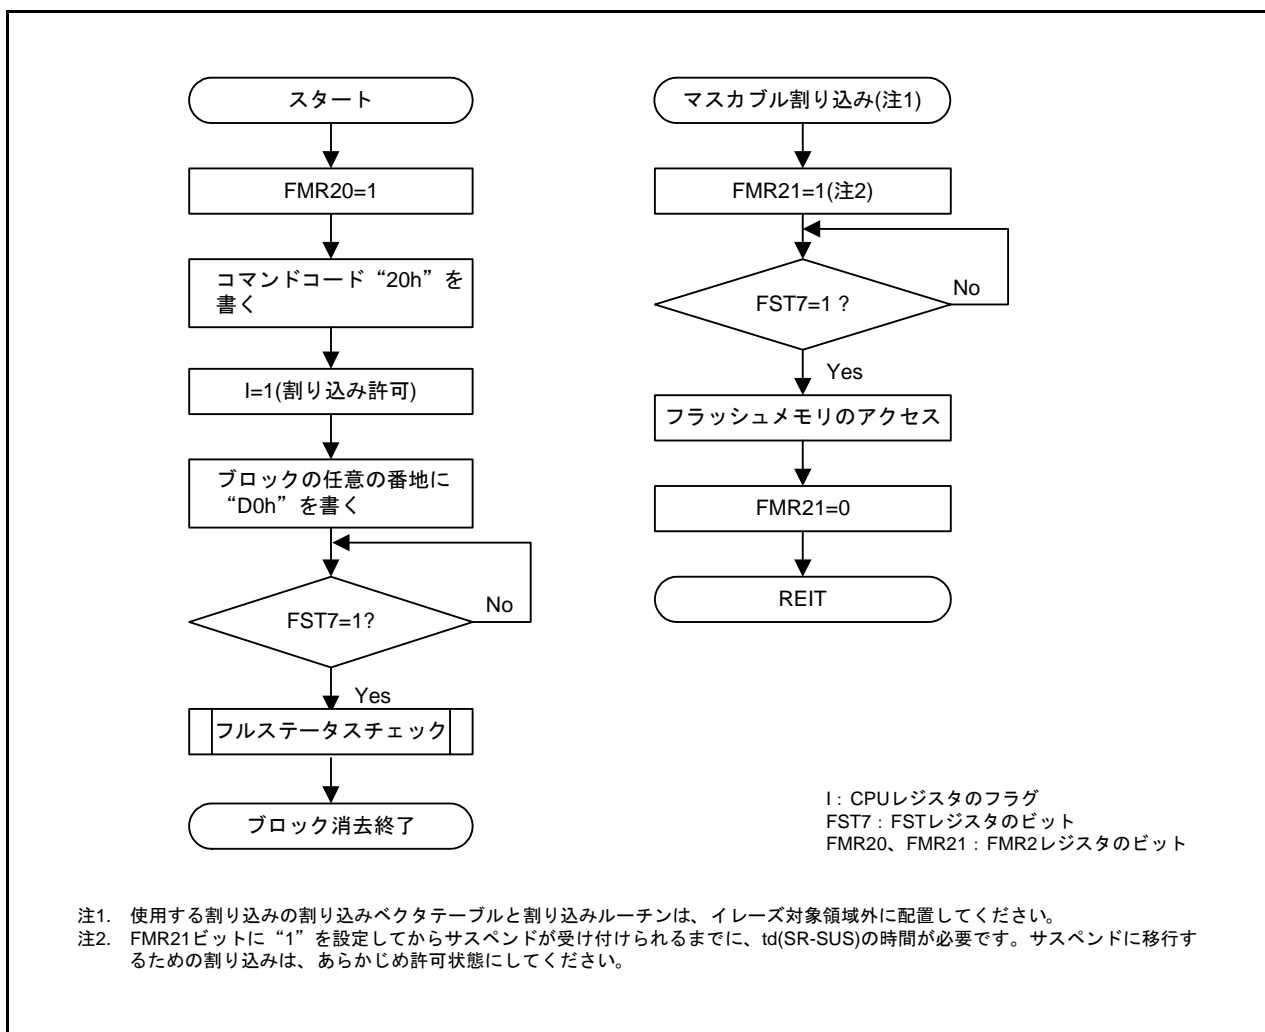 スタート
FMR20=1
コマンドコード“20h”を
書く
I=1(割り込み許可)
ブロックの任意の番地に
“D0h”を書く
FST7=1?
No
Yes
フルステータスチェック
ブロック消去終了
マスカブル割り込み(注1)
FMR21=1(注2)
FST7=1 ?
No
Yes
フラッシュメモリのアクセス
FMR21=0
REIT
I：CPUレジスタのフラグ
FST7：FSTレジスタのビット
FMR20、FMR21：FMR2レジスタのビット
注1. 使用する割り込みの割り込みベクタテーブルと割り込みルーチンは、イレーズ対象領域外に配置してください。
注2. FMR21ビットに“1”を設定してからサスペンドが受け付けられるまでに、td(SR-SUS)の時間が必要です。サスペンドに移行す
るための割り込みは、あらかじめ許可状態にしてください。